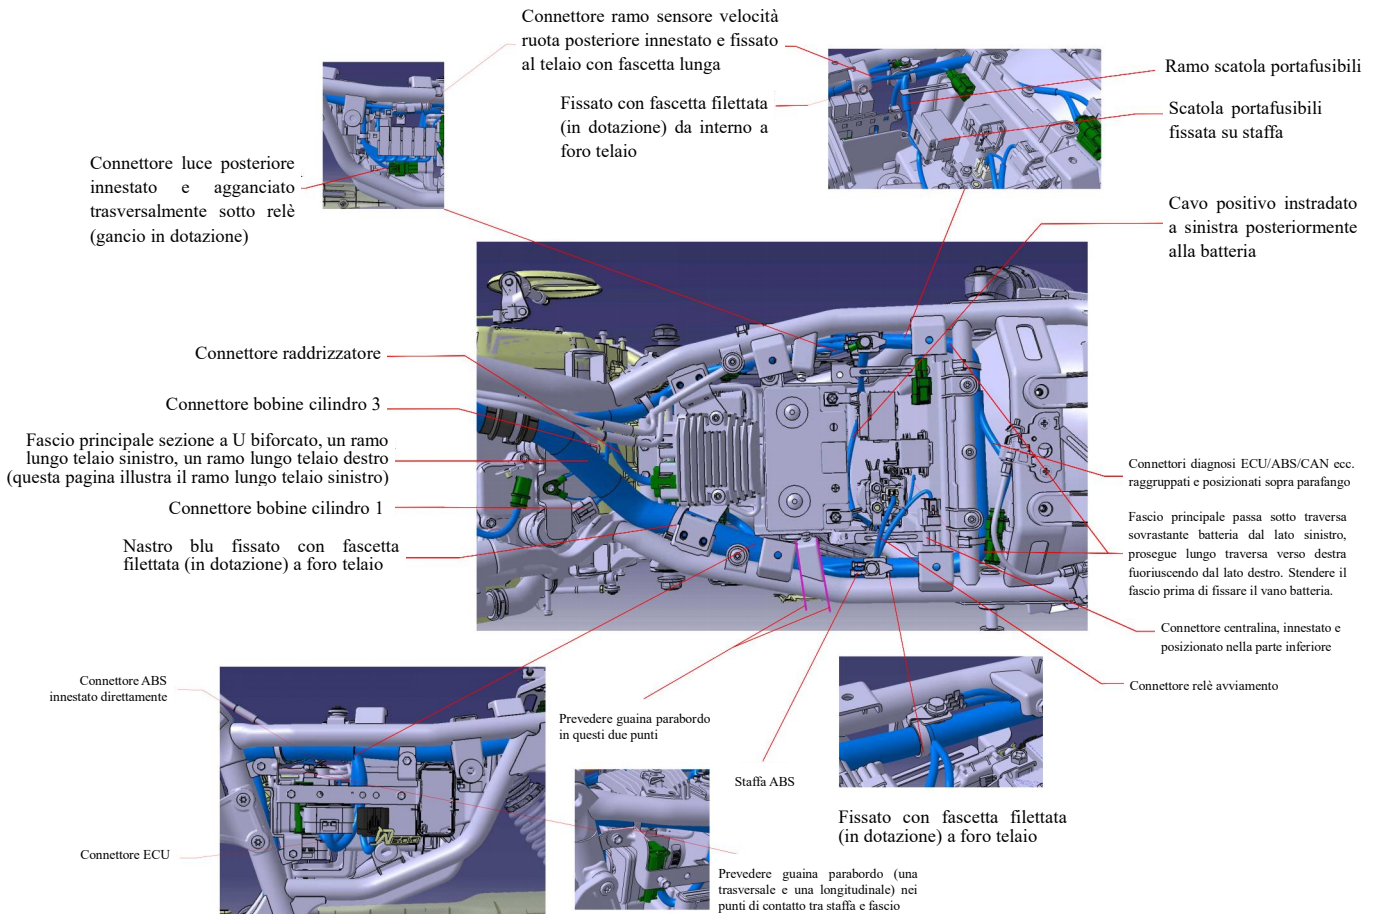 Connettore ramo sensore velocità
ruota posteriore innestato e fissato
al telaio con fascetta lunga
Fissato con fascetta filettata
(in dotazione) da interno a
foro telaio
Ramo scatola portafusibili
Scatola portafusibili
fissata su staffa
Connettore luce posteriore
innestato e agganciato
trasversalmente sotto relè
(gancio in dotazione)
Cavo positivo instradato
a sinistra posteriormente
alla batteria
Connettore raddrizzatore
Connettore bobine cilindro 3
Fascio principale sezione a U biforcato, un ramo
lungo telaio sinistro, un ramo lungo telaio destro
(questa pagina illustra il ramo lungo telaio sinistro)
Connettore bobine cilindro 1
Nastro blu fissato con fascetta
filettata (in dotazione) a foro telaio
Connettori diagnosi ECU/ABS/CAN ecc.
raggruppati e posizionati sopra parafango
Fascio principale passa sotto traversa
sovrastante batteria dal lato sinistro,
prosegue lungo traversa verso destra
fuoriuscendo dal lato destro. Stendere il
fascio prima di fissare il vano batteria.
Connettore centralina, innestato e
posizionato nella parte inferiore
Connettore relè avviamento
Connettore ABS
innestato direttamente
Connettore ECU
Prevedere guaina parabordo
in questi due punti
Staffa ABS
Fissato con fascetta filettata
(in dotazione) a foro telaio
Prevedere guaina parabordo (una
trasversale e una longitudinale) nei
punti di contatto tra staffa e fascio